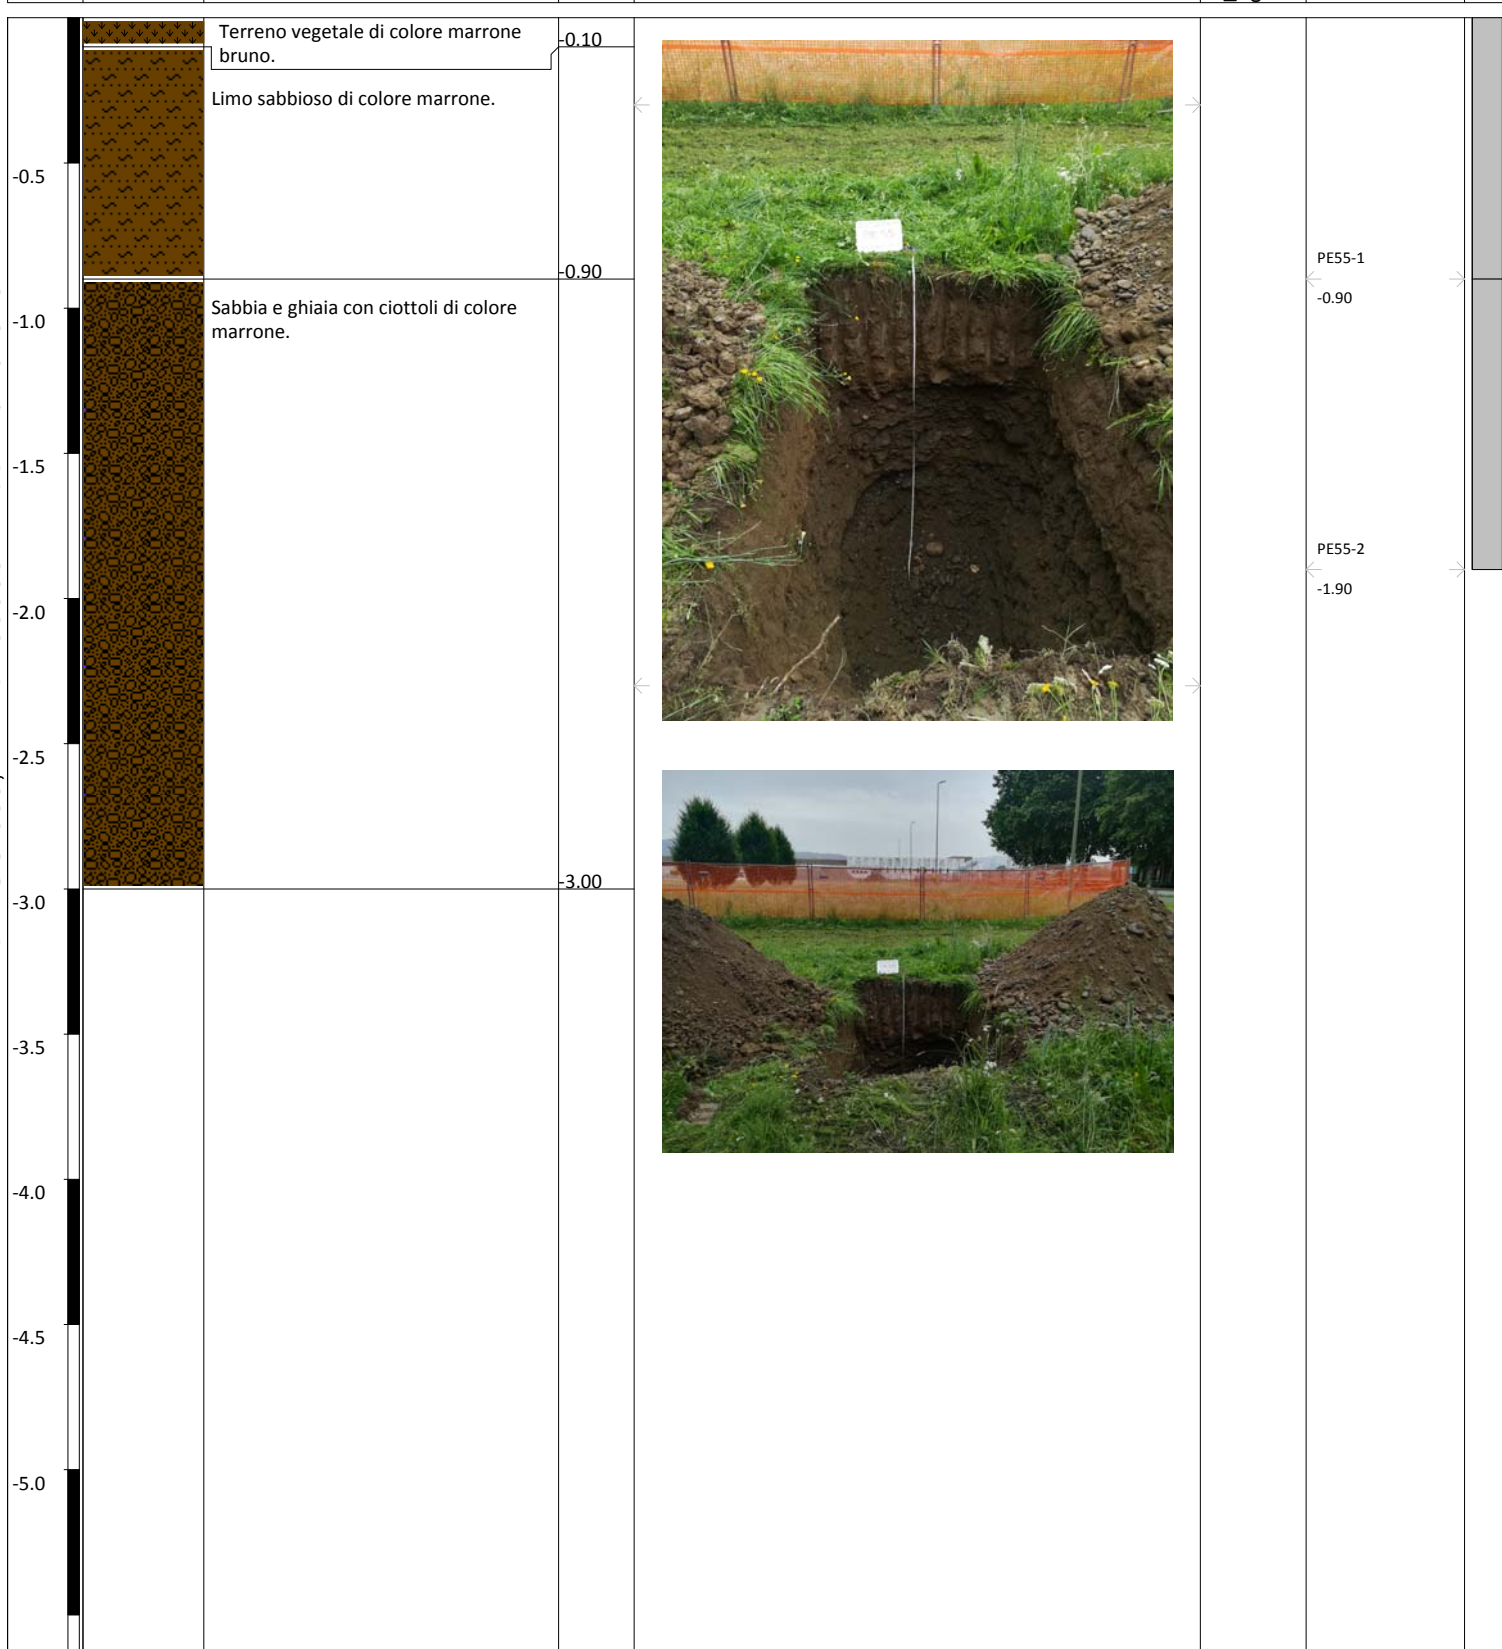 Terreno vegetale di colore marrone
bruno.
-0.10
Limo sabbioso di colore marrone.
-0.5
-0.90
PE55-1
-0.90
Sabbia e ghiaia con ciottoli di colore
marrone.
-1.0
-1.5
PE55-2
-1.90
-2.0
-2.5
-3.00
-3.0
-3.5
-4.0
-4.5
-5.0